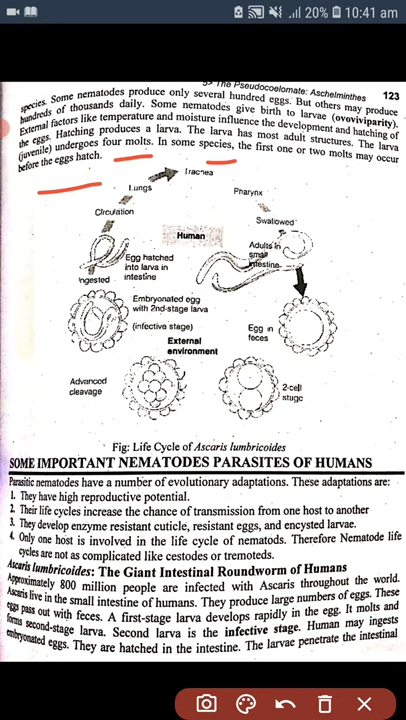 20% 10:41 am
5> The Pseudocoelomate: Aschelminthes 123
species. Some nematodes produce only several hundred eggs. But others may produce
hundreds of thousands daily. Some nematodes give birth to larvae (ovoviviparity).
External factors like temperature and moisture influence the development and hatching of
the eggs. Hatching produces a larva. The larva has most adult structures. The larva
(juvenile) undergoes four molts. In some species, the first one or two molts may occur
before the eggs hatch.
Trachea
Lungs
Pharynx
Circulation
Swallowed
Human
Adults in
small
intestine
Egg hatched
into larva in
intestine
Ingested
Embryonated egg
with 2nd-stage larva
(infective stage)
Egg in
feces
External
environment
Advanced
cleavage
2-cell
stage
Fig: Life Cycle of Ascaris lumbricoides
SOME IMPORTANT NEMATODES PARASITES OF HUMANS
Parasitic nematodes have a number of evolutionary adaptations. These adaptations are:
1. They have high reproductive potential.
2. Their life cycles increase the chance of transmission from one host to another
3. They develop enzyme resistant cuticle, resistant eggs, and encysted larvae.
4. Only one host is involved in the life cycle of nematods. Therefore Nematode life
cycles are not as complicated like cestodes or tremoteds.
Ascaris lumbricoides: The Giant Intestinal Roundworm of Humans
Approximately 800 million people are infected with Ascaris throughout the world.
Ascaris live in the small intestine of humans. They produce large numbers of eggs. These
eggs pass out with feces. A first-stage larva develops rapidly in the egg. It molts and
forms second-stage larva. Second larva is the infective stage. Human may ingests
embryonated eggs. They are hatched in the intestine. The larvae penetrate the intestinal